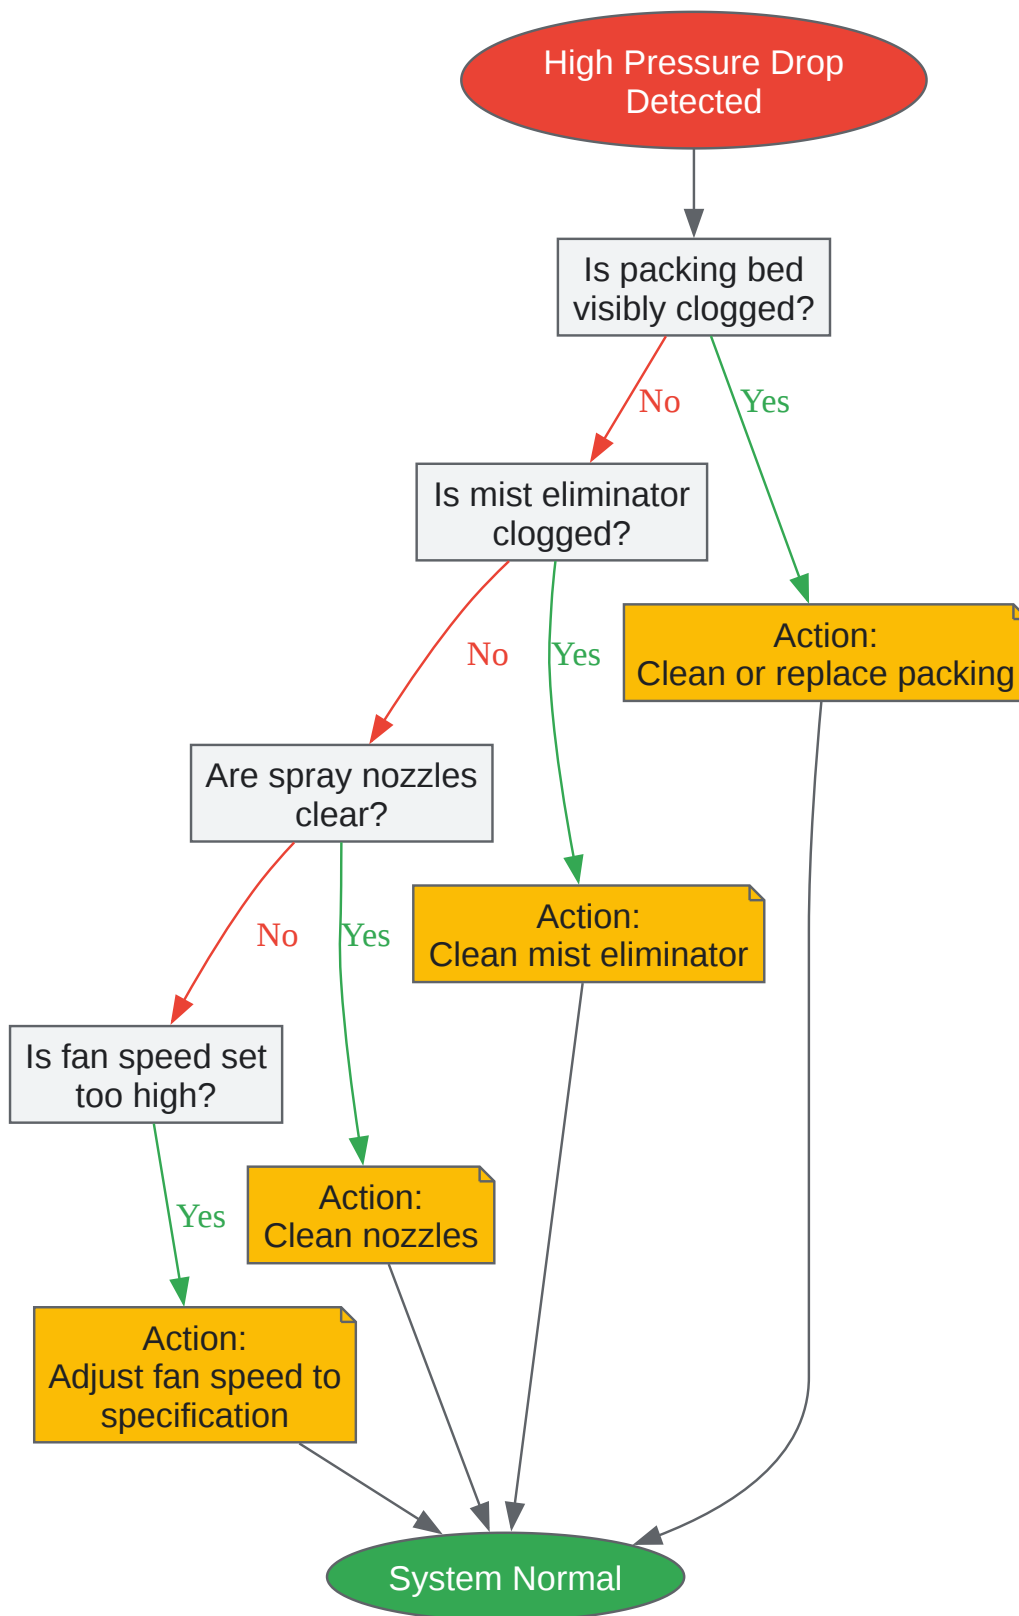 High Pressure Drop
Detected
Is packing bed
visibly clogged?
No
Yes
Is mist eliminator
clogged?
Action:
Clean or replace packing
No
Yes
Are spray nozzles
clear?
Action:
Clean mist eliminator
No
Yes
Is fan speed set
too high?
Action:
Clean nozzles
Yes
Action:
Adjust fan speed to
specification
System Normal